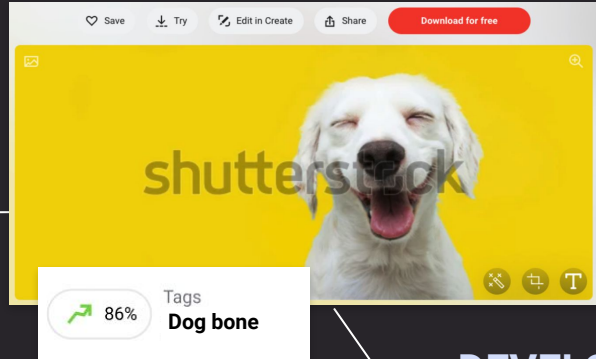 Save Try Edit in Create Share Download for free
shutterstock
T
86%
Tags
Dog bone